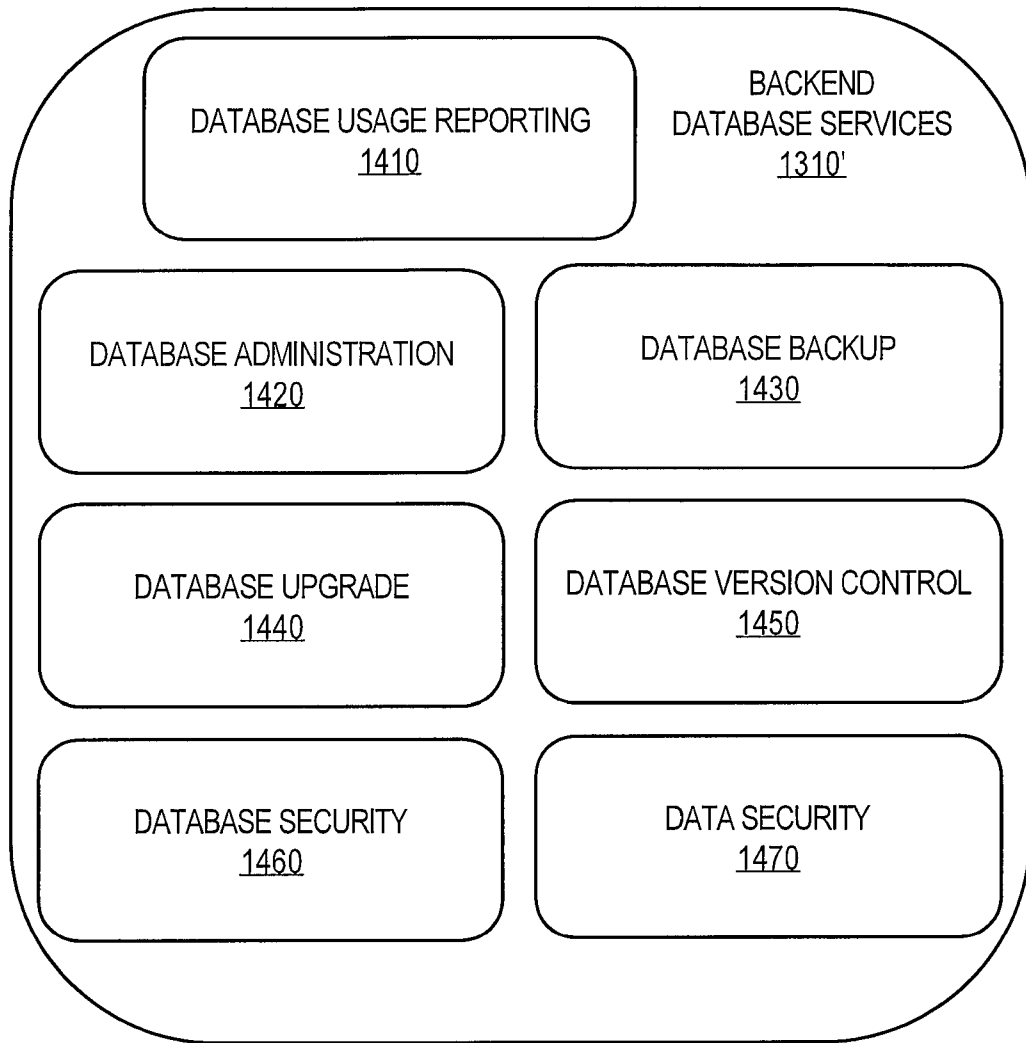 DATABASE USAGE REPORTING
1410
BACKEND
DATABASE SERVICES
1310'
DATABASE ADMINISTRATION
1420
DATABASE BACKUP
1430
DATABASE UPGRADE
1440
DATABASE VERSION CONTROL
1450
DATABASE SECURITY
1460
DATA SECURITY
1470